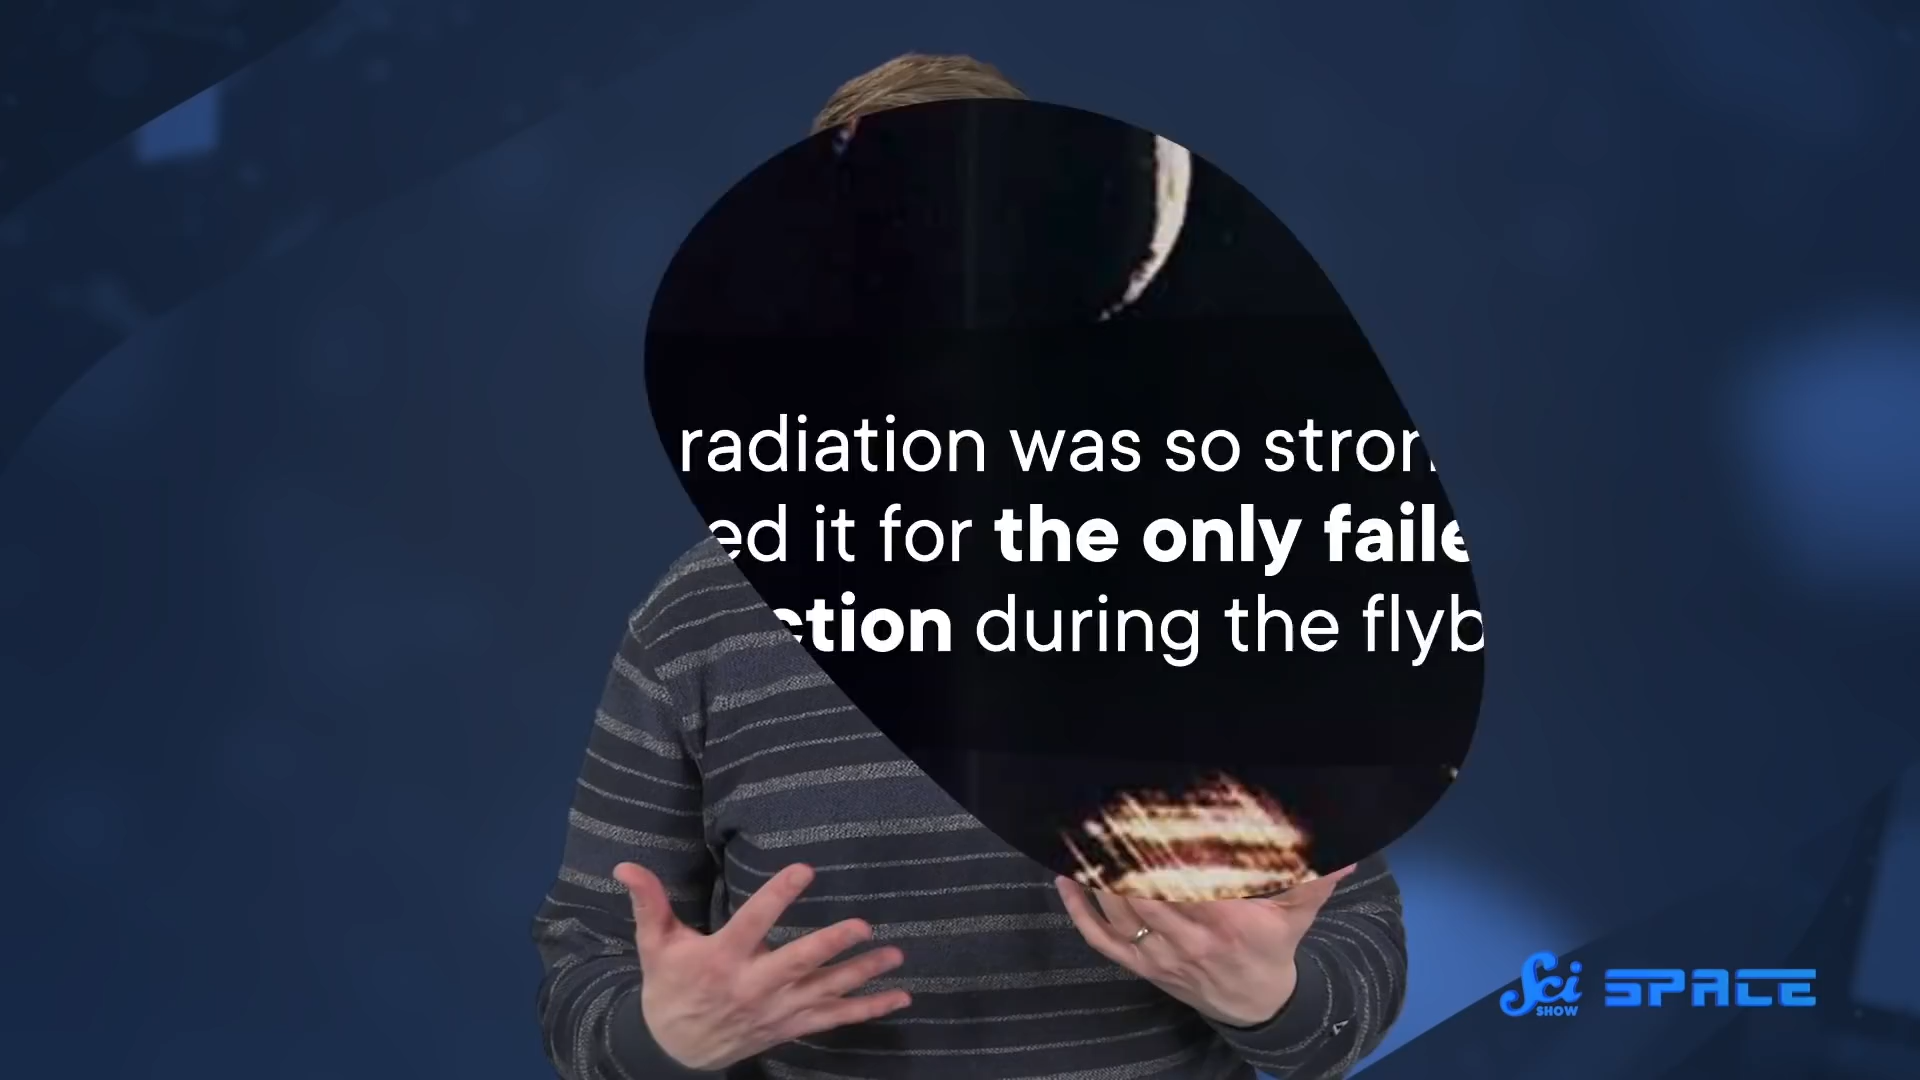 radiation was so stron
ed it for the only faile
ction during the flyb
Sci SHOW SPACE